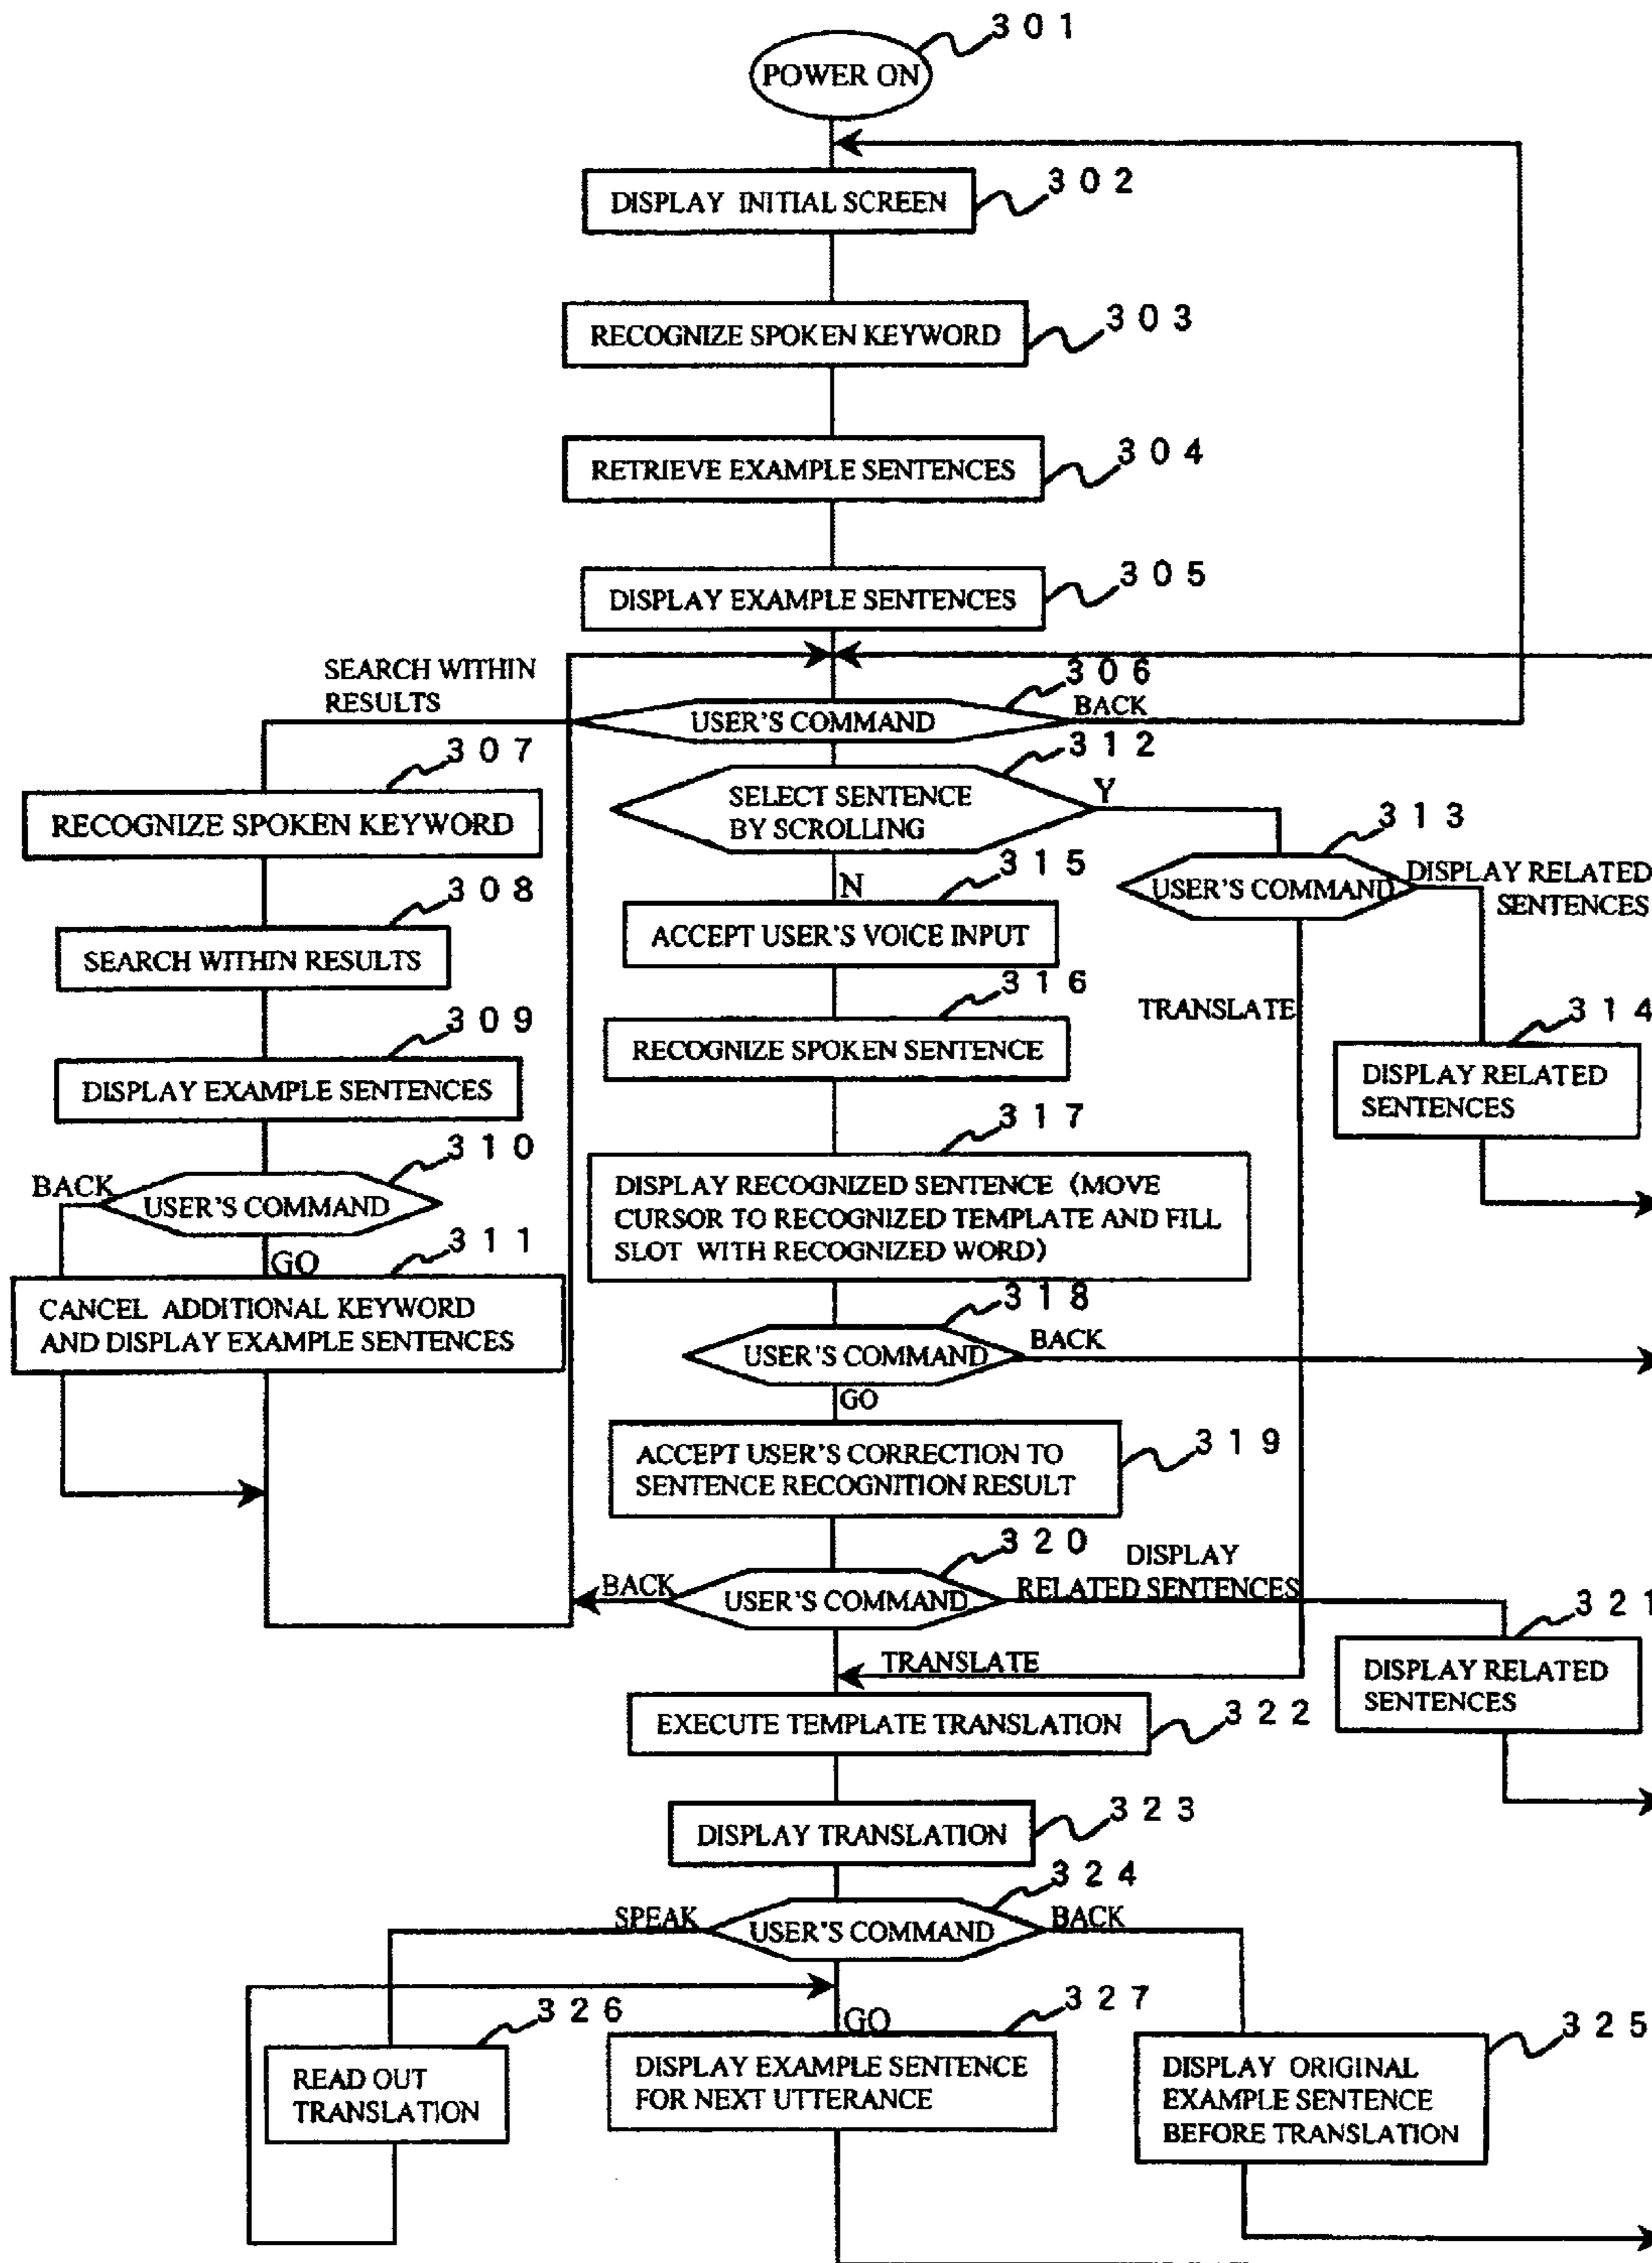 301
POWER ON
302
DISPLAY INITIAL SCREEN
303
RECOGNIZE SPOKEN KEYWORD
304
RETRIEVE EXAMPLE SENTENCES
305
DISPLAY EXAMPLE SENTENCES
SEARCH WITHIN
RESULTS
306
USER'S COMMAND
BACK
307
RECOGNIZE SPOKEN KEYWORD
308
SEARCH WITHIN RESULTS
309
DISPLAY EXAMPLE SENTENCES
310
BACK
USER'S COMMAND
GO
311
CANCEL ADDITIONAL KEYWORD
AND DISPLAY EXAMPLE SENTENCES
312
SELECT SENTENCE
BY SCROLLING
Y
N
313
USER'S COMMAND
DISPLAY RELATED
SENTENCES
TRANSLATE
314
DISPLAY RELATED
SENTENCES
315
ACCEPT USER'S VOICE INPUT
316
RECOGNIZE SPOKEN SENTENCE
317
DISPLAY RECOGNIZED SENTENCE (MOVE
CURSOR TO RECOGNIZED TEMPLATE AND FILL
SLOT WITH RECOGNIZED WORD)
318
USER'S COMMAND
BACK
GO
319
ACCEPT USER'S CORRECTION TO
SENTENCE RECOGNITION RESULT
320
BACK
USER'S COMMAND
DISPLAY
RELATED SENTENCES
321
DISPLAY RELATED
SENTENCES
TRANSLATE
322
EXECUTE TEMPLATE TRANSLATION
323
DISPLAY TRANSLATION
324
SPEAK
USER'S COMMAND
BACK
GO
326
READ OUT
TRANSLATION
327
DISPLAY EXAMPLE SENTENCE
FOR NEXT UTTERANCE
325
DISPLAY ORIGINAL
EXAMPLE SENTENCE
BEFORE TRANSLATION